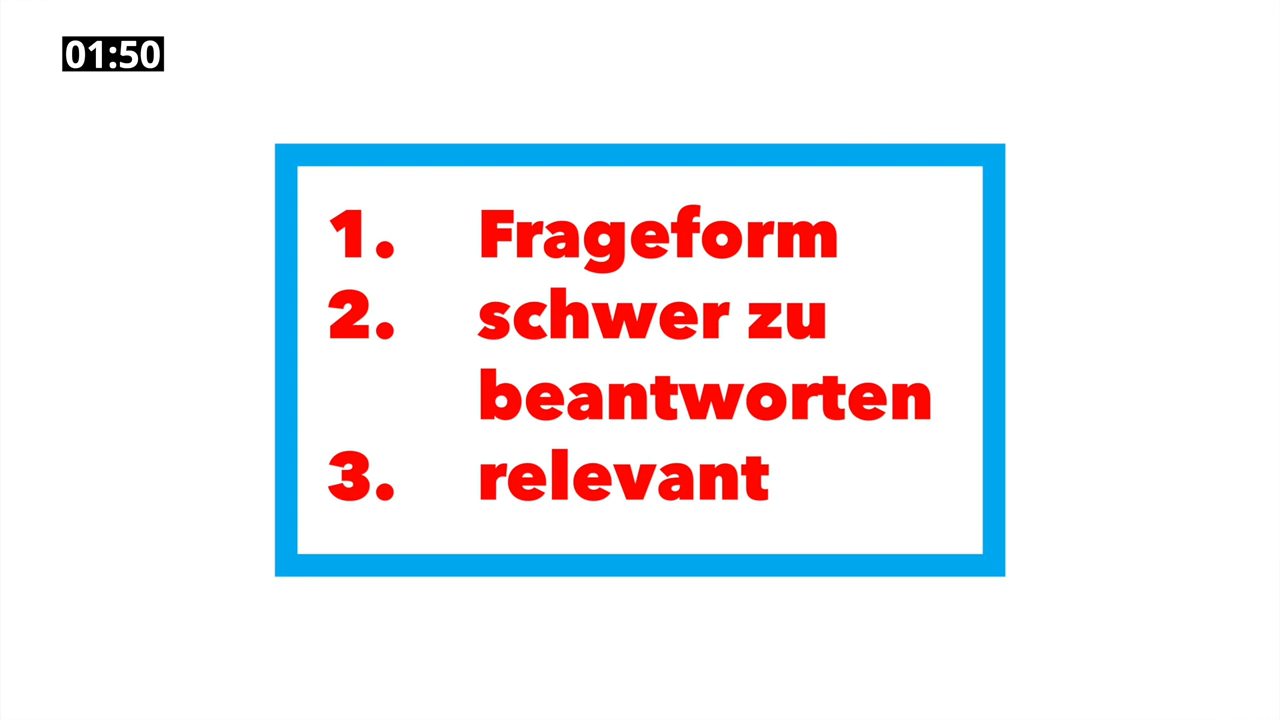 01:50
1. Frageform
2. schwer zu
beantworten
3. relevant